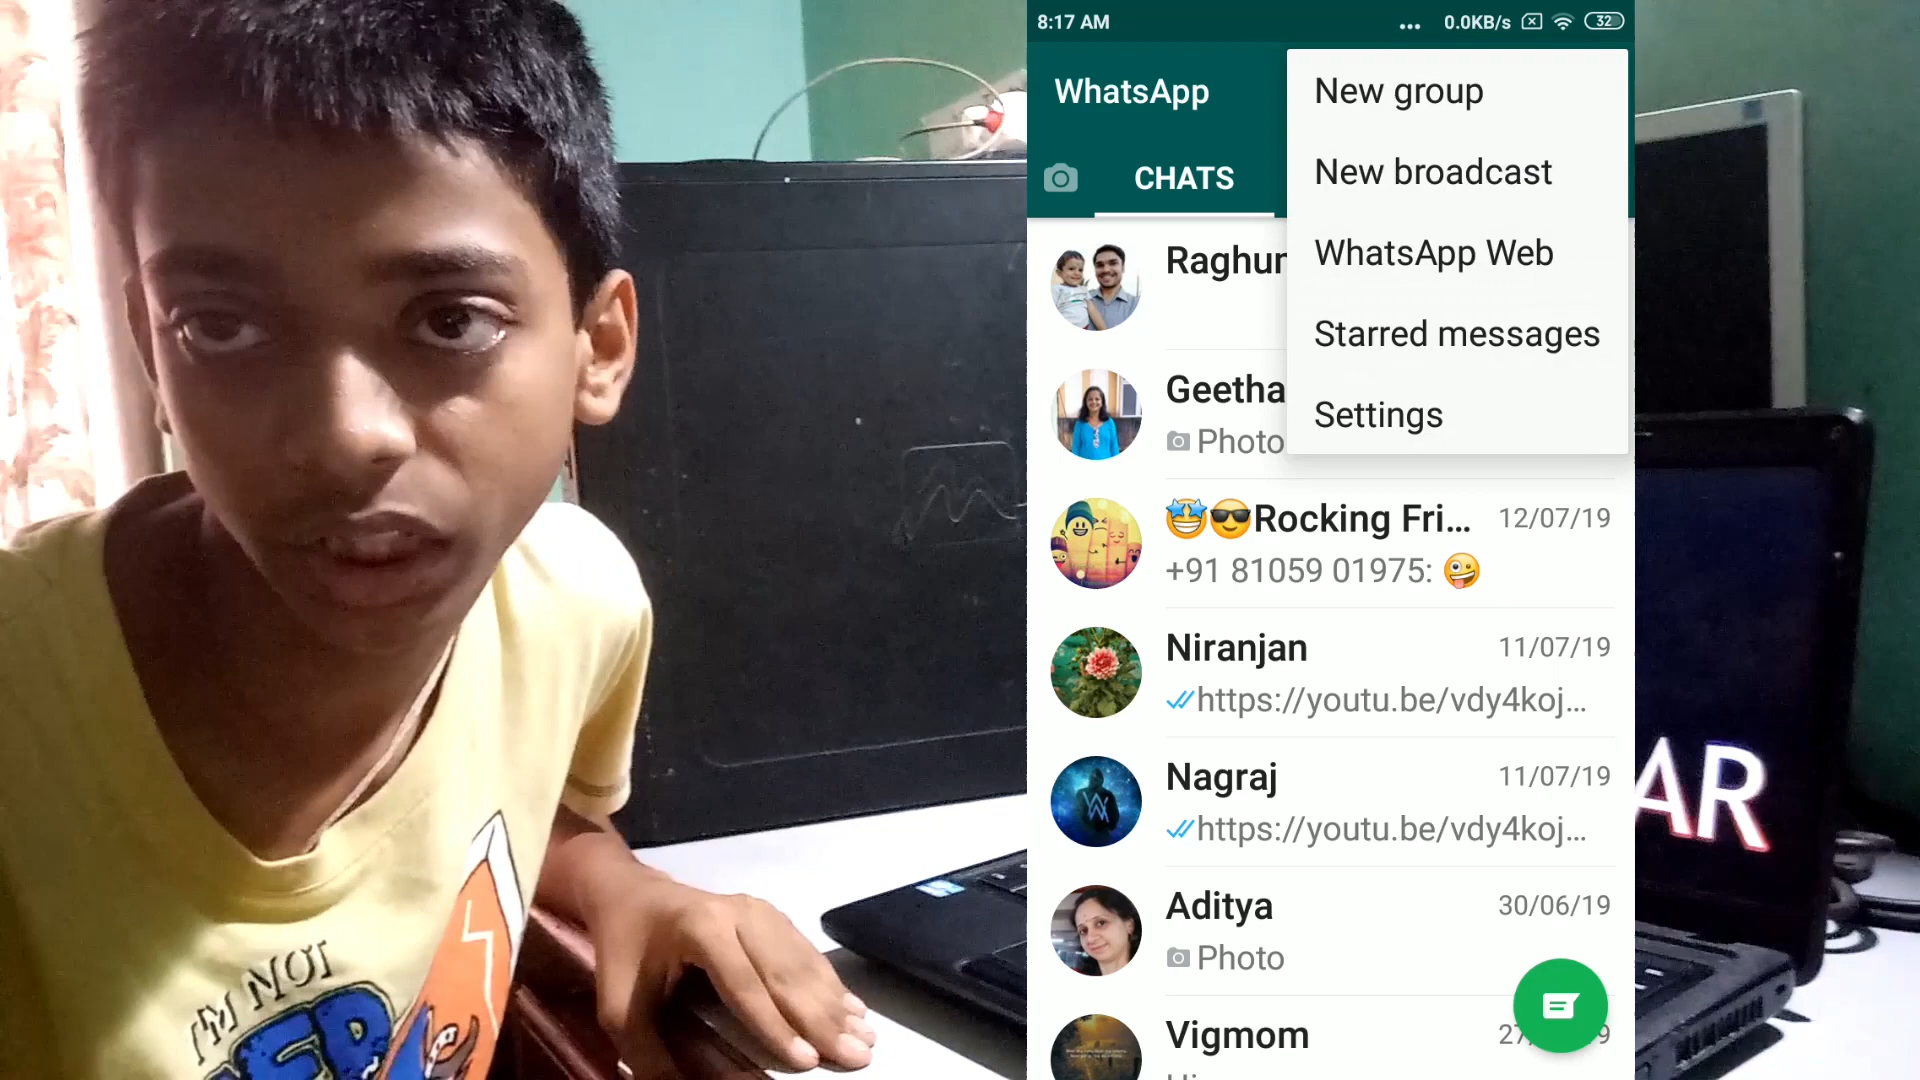 8:17 AM
... 0.0KB/s 32
WhatsApp
CHATS
New group
New broadcast
WhatsApp Web
Starred messages
Settings
Raghun
Geetha
Photo
🤩😎Rocking Fri... 12/07/19
+91 81059 01975: 🤪
Niranjan 11/07/19
https://youtu.be/vdy4koj...
Nagraj 11/07/19
https://youtu.be/vdy4koj...
Aditya 30/06/19
Photo
Vigmom
AR
I'M NOT